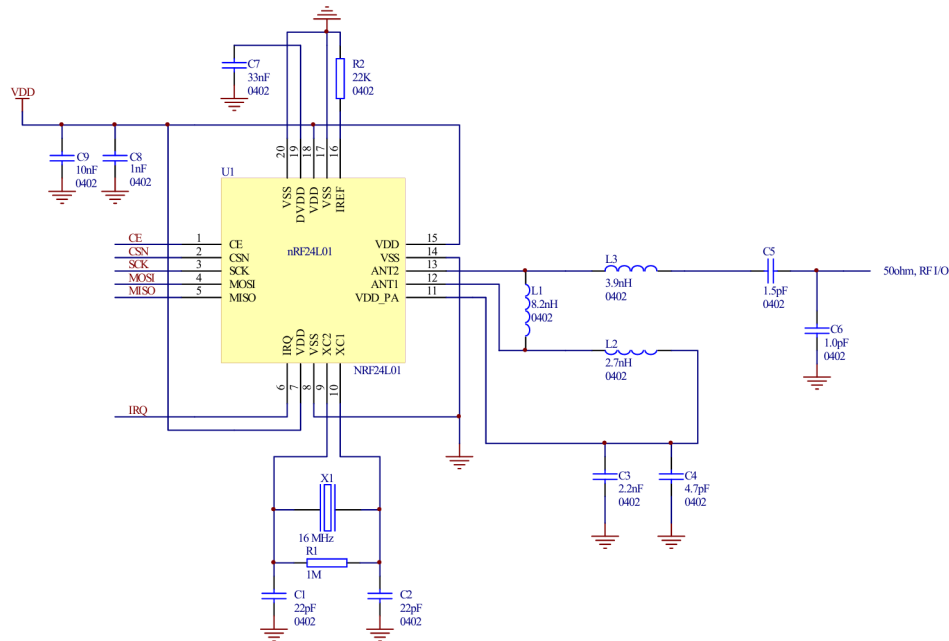 C7
33nF
0402
R2
22K
0402
VDD
C9
10nF
0402
C8
1nF
0402
20
19
18
17
16
U1
VSS
DVDD
VDD
VSS
IREF
nRF24L01
CE
CSN
SCK
MOSI
MISO
1
2
3
4
5
CE
CSN
SCK
MOSI
MISO
VDD
VSS
ANT2
ANT1
VDD_PA
15
14
13
12
11
IRQ
VDD
VSS
XC2
XC1
NRF24L01
6
7
8
9
10
IRQ
L3
3.9nH
0402
L1
8.2nH
0402
L2
2.7nH
0402
C5
1.5pF
0402
50ohm, RF I/O
C6
1.0pF
0402
C3
2.2nF
0402
C4
4.7pF
0402
X1
16 MHz
R1
1M
C1
22pF
0402
C2
22pF
0402